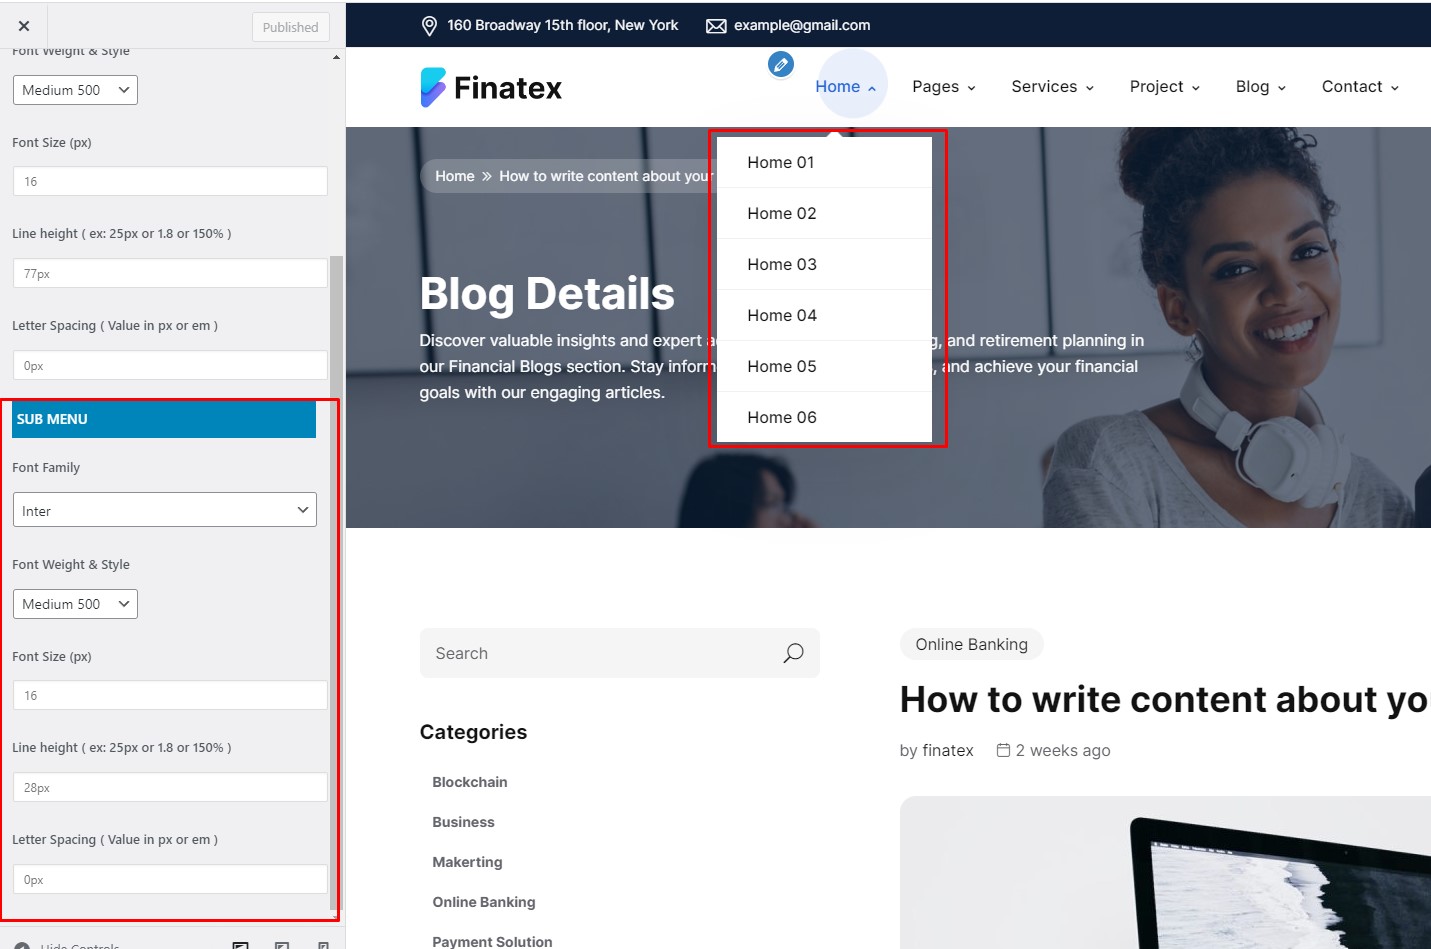 Published
Font Weight & Style
Medium 500
Font Size (px)
16
Line height ( ex: 25px or 1.8 or 150% )
77px
Letter Spacing ( Value in px or em )
0px
SUB MENU
Font Family
Inter
Font Weight & Style
Medium 500
Font Size (px)
16
Line height ( ex: 25px or 1.8 or 150% )
28px
Letter Spacing ( Value in px or em )
0px
Hide Controls
160 Broadway 15th floor, New York
example@gmail.com
Finatex
Home
Pages
Services
Project
Blog
Contact
Home 01
Home 02
Home 03
Home 04
Home 05
Home 06
Home » How to write content about your
Blog Details
Discover valuable insights and expert a g, and retirement planning in
our Financial Blogs section. Stay inform , and achieve your financial
goals with our engaging articles.
Search
Categories
Blockchain
Business
Makerting
Online Banking
Payment Solution
Online Banking
How to write content about yo
by finatex
2 weeks ago